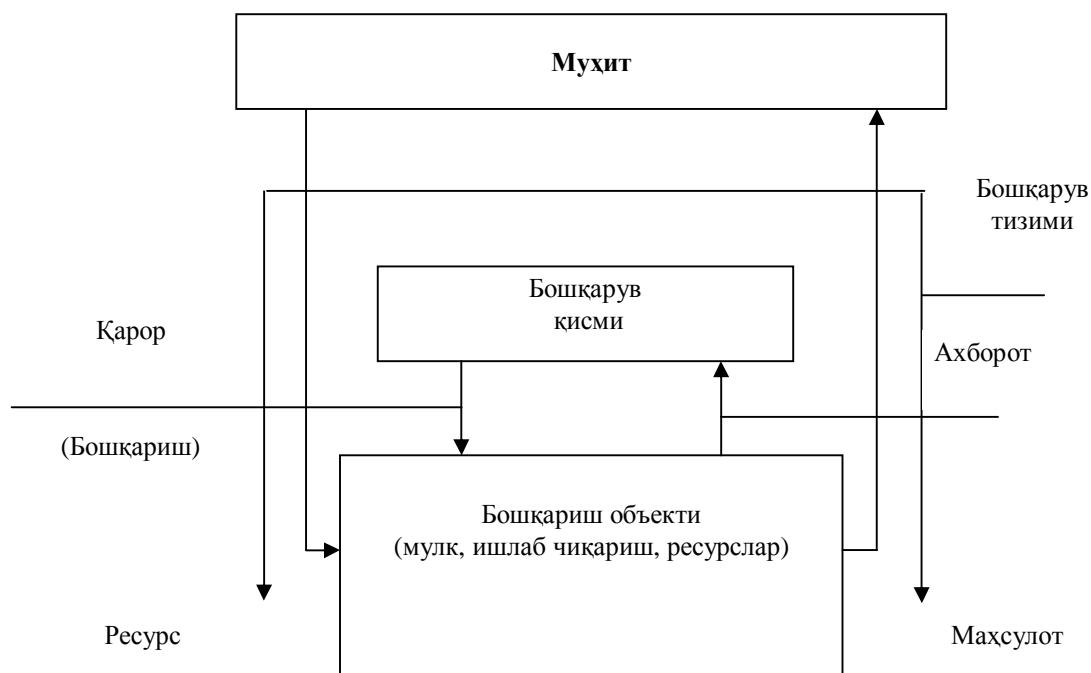 Муҳит
Бошқарув
тизими
Бошқарув
қисми
Қарор
Ахборот
(Бошқариш)
Бошқариш объекти
(мулк, ишлаб чиқариш, ресурслар)
Ресурс
Маҳсулот